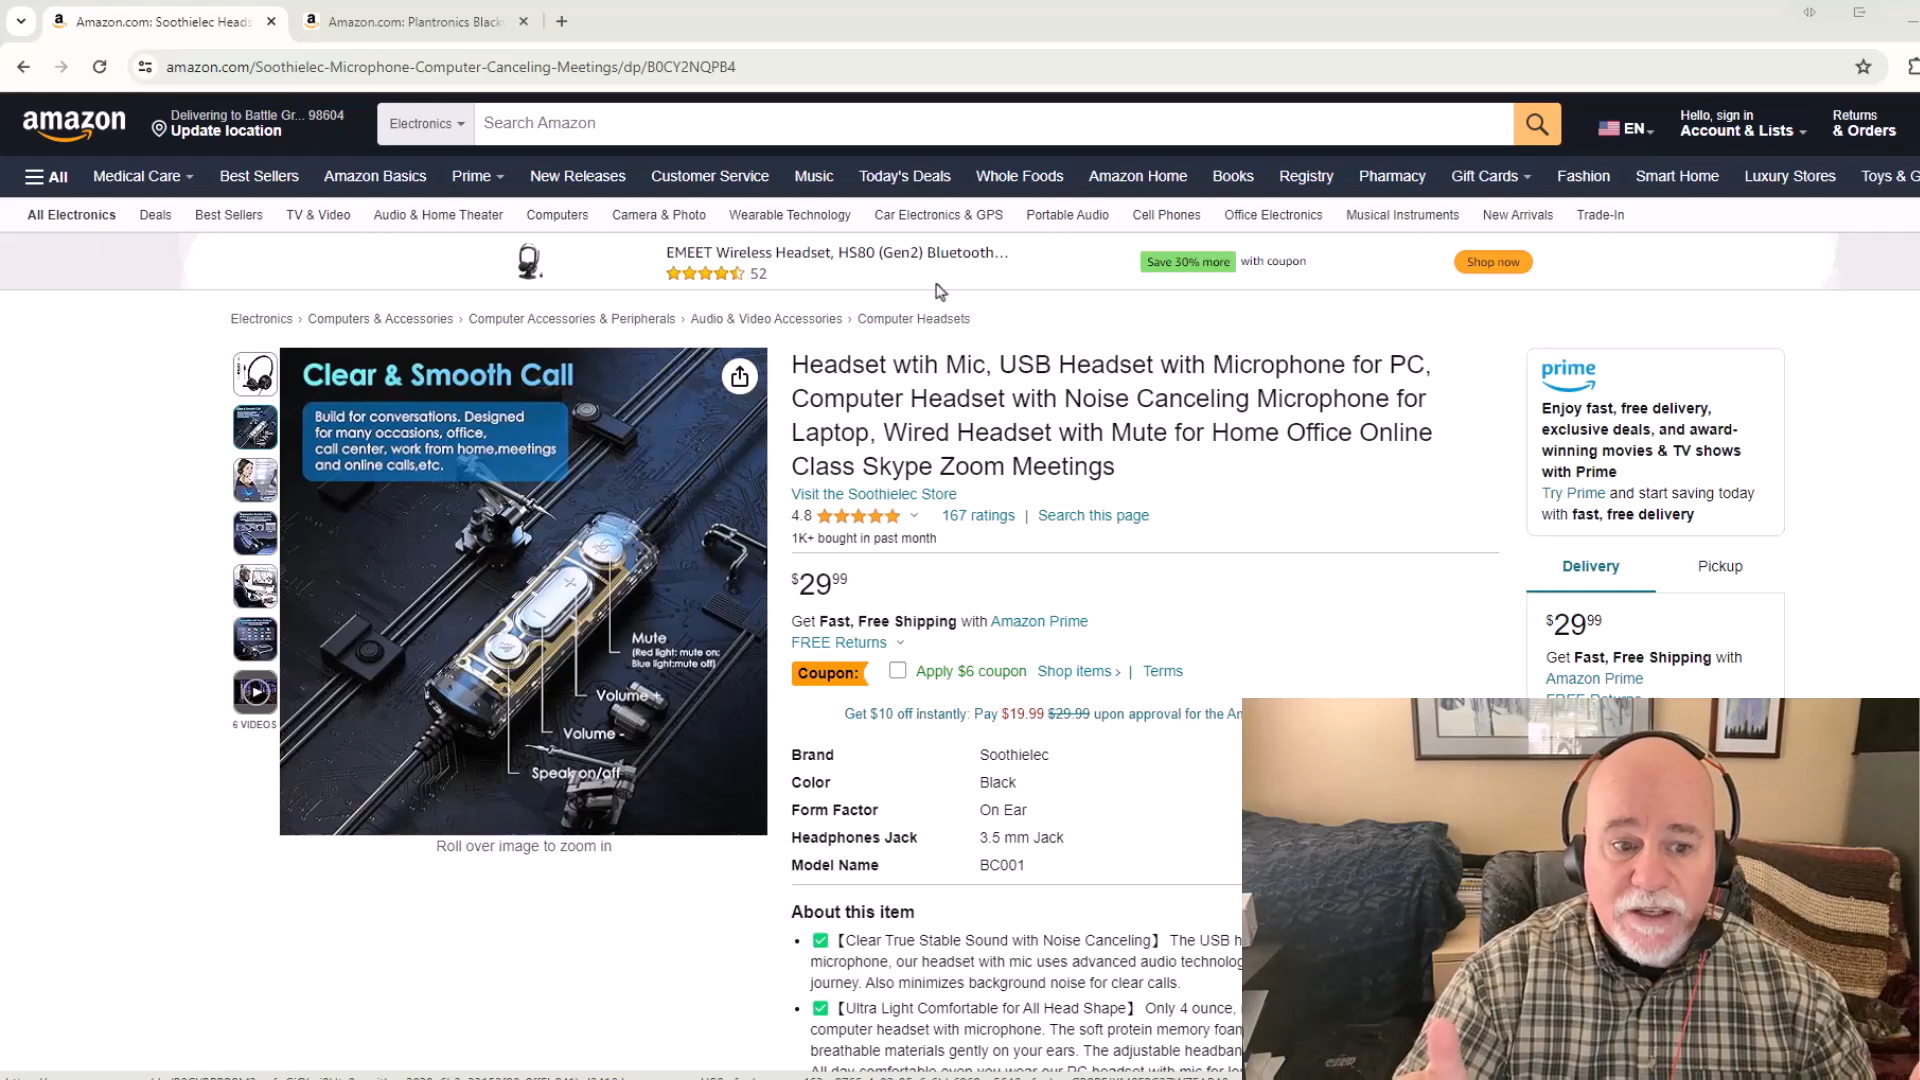 Amazon.com: Soothielec Heads
Amazon.com: Plantronics Blackw
amazon.com/Soothielec-Microphone-Computer-Canceling-Meetings/dp/B0CY2NQPB4
amazon
Delivering to Battle Gr... 98604
Update location
Electronics
Search Amazon
EN
Hello, sign in
Account & Lists
Returns
& Orders
All
Medical Care
Best Sellers
Amazon Basics
Prime
New Releases
Customer Service
Music
Today's Deals
Whole Foods
Amazon Home
Books
Registry
Pharmacy
Gift Cards
Fashion
Smart Home
Luxury Stores
Toys & G
All Electronics
Deals
Best Sellers
TV & Video
Audio & Home Theater
Computers
Camera & Photo
Wearable Technology
Car Electronics & GPS
Portable Audio
Cell Phones
Office Electronics
Musical Instruments
New Arrivals
Trade-In
EMEET Wireless Headset, HS80 (Gen2) Bluetooth...
52
Save 30% more with coupon
Shop now
Electronics › Computers & Accessories › Computer Accessories & Peripherals › Audio & Video Accessories › Computer Headsets
Clear & Smooth Call
Build for conversations. Designed
for many occasions, office,
call center, work from home,meetings
and online calls,etc.
Mute
(Red light: mute on;
Blue light:mute off)
Volume +
Volume -
Speak on/off
6 VIDEOS
Roll over image to zoom in
Headset wtih Mic, USB Headset with Microphone for PC,
Computer Headset with Noise Canceling Microphone for
Laptop, Wired Headset with Mute for Home Office Online
Class Skype Zoom Meetings
Visit the Soothielec Store
4.8
167 ratings | Search this page
1K+ bought in past month
$29 99
Get Fast, Free Shipping with Amazon Prime
FREE Returns
Coupon:
Apply $6 coupon Shop items › | Terms
Get $10 off instantly: Pay $19.99 $29.99 upon approval for the Am
Brand Soothielec
Color Black
Form Factor On Ear
Headphones Jack 3.5 mm Jack
Model Name BC001
About this item
• ✅【Clear True Stable Sound with Noise Canceling】 The USB h
microphone, our headset with mic uses advanced audio technolog
journey. Also minimizes background noise for clear calls.
• ✅【Ultra Light Comfortable for All Head Shape】 Only 4 ounce,
computer headset with microphone. The soft protein memory foam
breathable materials gently on your ears. The adjustable headban
prime
Enjoy fast, free delivery,
exclusive deals, and award-
winning movies & TV shows
with Prime
Try Prime and start saving today
with fast, free delivery
Delivery
Pickup
$29 99
Get Fast, Free Shipping with
Amazon Prime
FREE Returns